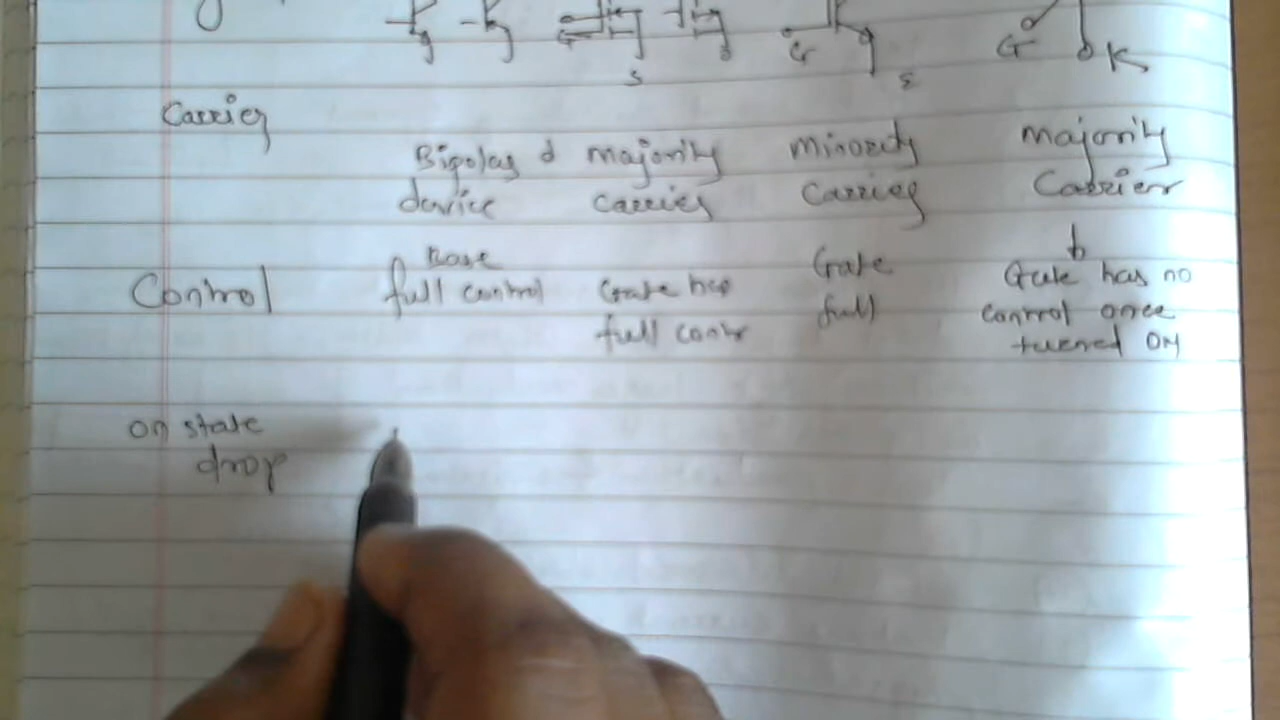 G
K
S
E
Carrier
Bipolar d majority Minority Majority
device carrier Carrier Carrier
Base Gate Gate has no
Control full control Gate has full control once
full contr turned ON
on state
drop